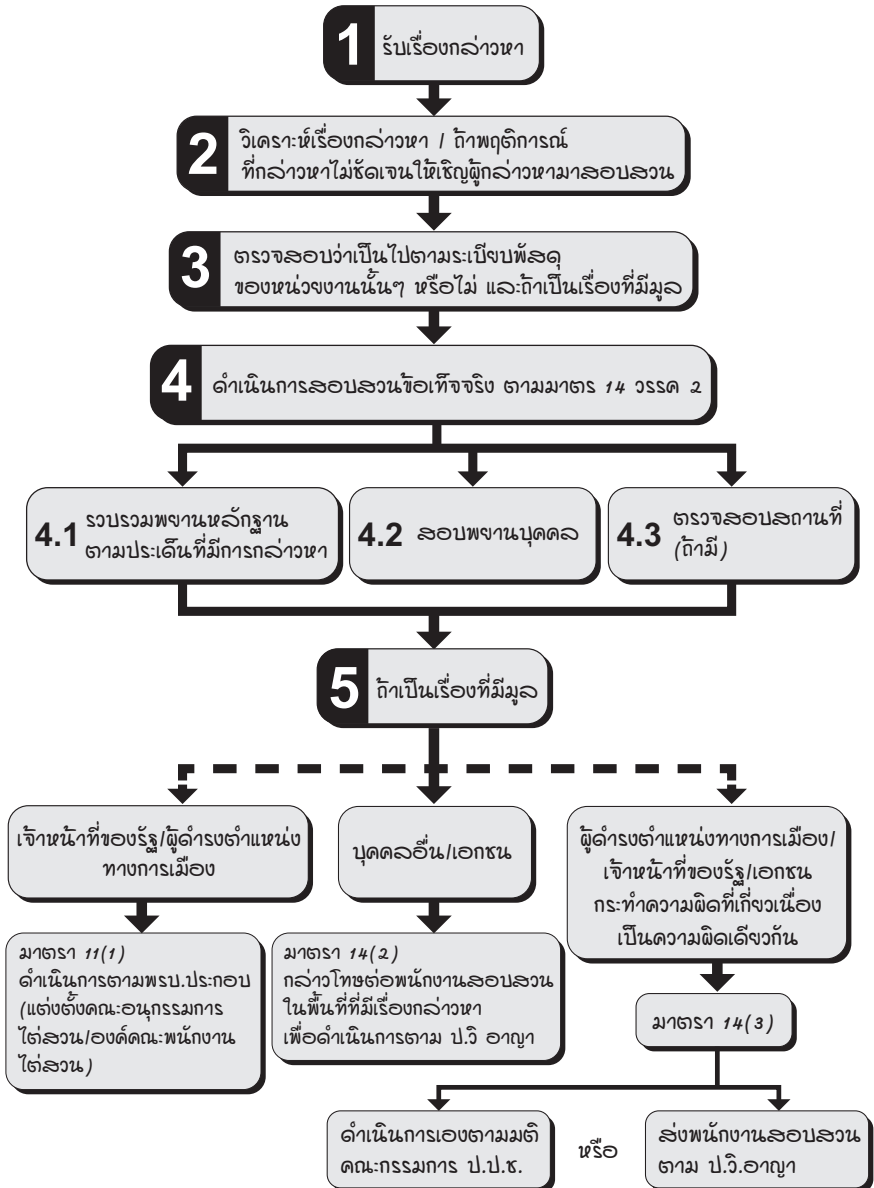 1 รับเรื่องกล่าวหา
2 วิเคราะห์เรื่องกล่าวหา / ถ้าพฤติการณ์
ที่กล่าวหาไม่ชัดเจนให้เชิญผู้กล่าวหามาสอบสวน
3 ตรวจสอบว่าเป็นไปตามระเบียบพัสดุ
ของหน่วยงานนั้นๆ หรือไม่ และถ้าเป็นเรื่องที่มีมูล
4 ดำเนินการสอบสวนข้อเท็จจริง ตามมาตร 14 วรรค 2
4.1 รวบรวมพยานหลักฐาน
ตามประเด็นที่มีการกล่าวหา
4.2 สอบพยานบุคคล
4.3 ตรวจสอบสถานที่
(ถ้ามี)
5 ถ้าเป็นเรื่องที่มีมูล
เจ้าหน้าที่ของรัฐ/ผู้ดำรงตำแหน่ง
ทางการเมือง
บุคคลอื่น/เอกชน
ผู้ดำรงตำแหน่งทางการเมือง/
เจ้าหน้าที่ของรัฐ/เอกชน
กระทำความผิดที่เกี่ยวเนื่อง
เป็นความผิดเดียวกัน
มาตรา 11(1)
ดำเนินการตามพรบ.ประกอบ
(แต่งตั้งคณะอนุกรรมการ
ไต่สวน/องค์คณะพนักงาน
ไต่สวน)
มาตรา 14(2)
กล่าวโทษต่อพนักงานสอบสวน
ในพื้นที่ที่มีเรื่องกล่าวหา
เพื่อดำเนินการตาม ป.วิ อาญา
มาตรา 14(3)
ดำเนินการเองตามมติ
คณะกรรมการ ป.ป.ช.
หรือ
ส่งพนักงานสอบสวน
ตาม ป.วิ.อาญา